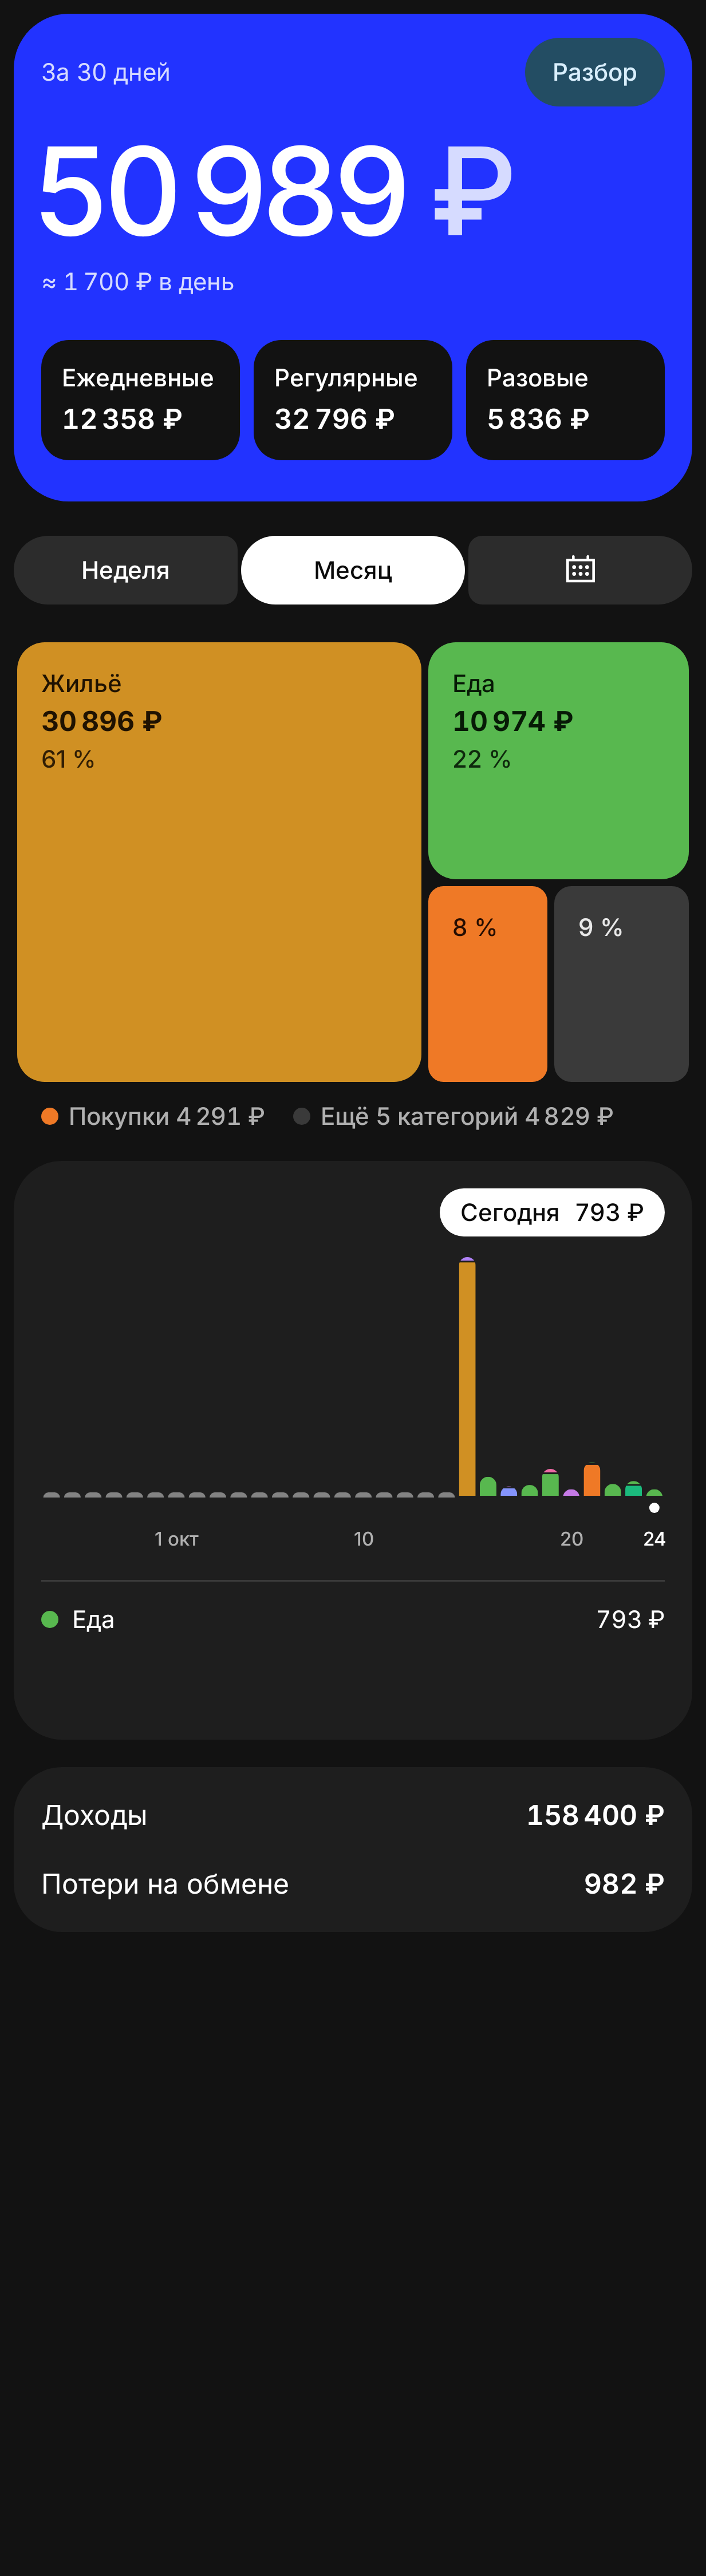 За 30 дней
Разбор
50 989 ₽
≈ 1 700 ₽ в день
Ежедневные
12 358 ₽
Регулярные
32 796 ₽
Разовые
5 836 ₽
Неделя
Месяц
Жильё
30 896 ₽
61 %
Еда
10 974 ₽
22 %
8 %
9 %
Покупки 4 291 ₽
Ещё 5 категорий 4 829 ₽
Сегодня 793 ₽
1 окт
10
20
24
Еда
793 ₽
Доходы
158 400 ₽
Потери на обмене
982 ₽